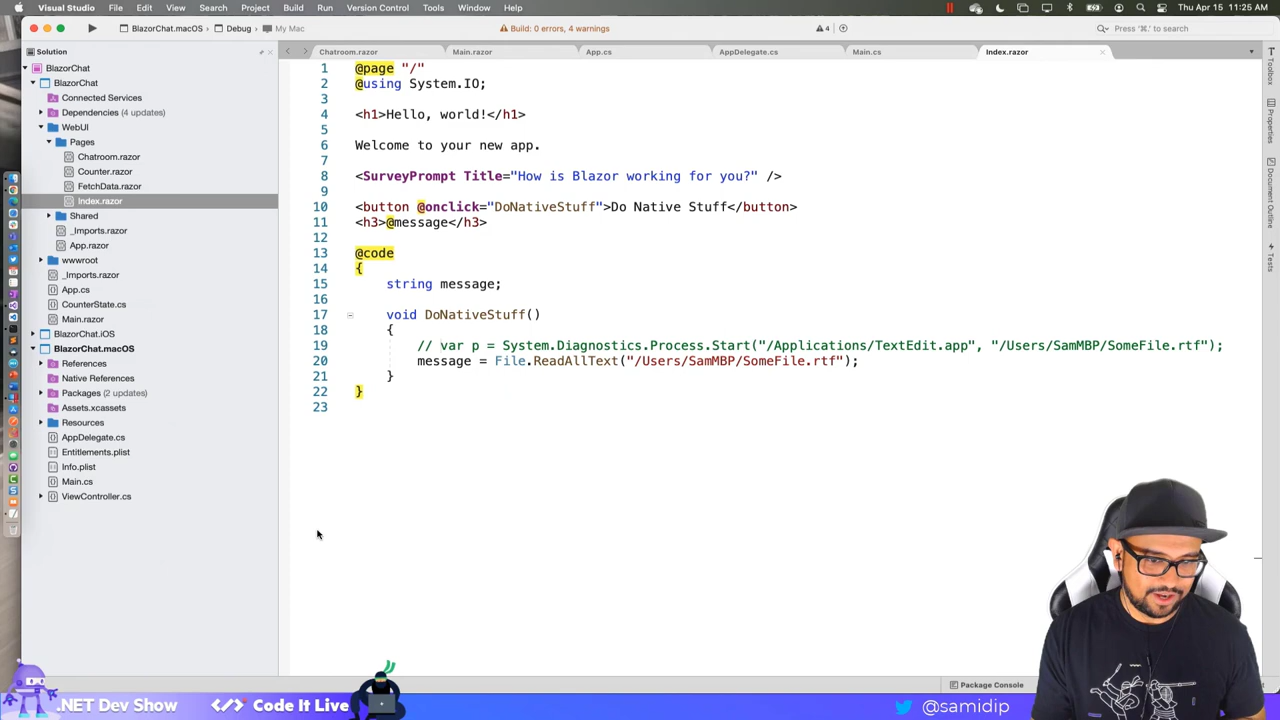 Visual Studio File Edit View Search Project Build Run Version Control Tools Window Help Thu Apr 15 11:25 AM
BlazorChat.macOS Debug My Mac Build: 0 errors, 4 warnings 4 Press '⌘.' to search
Solution
Chatroom.razor Main.razor App.cs AppDelegate.cs Main.cs Index.razor
BlazorChat
BlazorChat
Connected Services
Dependencies (4 updates)
WebUI
Pages
Chatroom.razor
Counter.razor
FetchData.razor
Index.razor
Shared
_Imports.razor
App.razor
wwwroot
_Imports.razor
App.cs
CounterState.cs
Main.razor
BlazorChat.iOS
BlazorChat.macOS
References
Native References
Packages (2 updates)
Assets.xcassets
Resources
AppDelegate.cs
Entitlements.plist
Info.plist
Main.cs
ViewController.cs
1 @page "/"
2 @using System.IO;
3
4 <h1>Hello, world!</h1>
5
6 Welcome to your new app.
7
8 <SurveyPrompt Title="How is Blazor working for you?" />
9
10 <button @onclick="DoNativeStuff">Do Native Stuff</button>
11 <h3>@message</h3>
12
13 @code
14 {
15 string message;
16
17 void DoNativeStuff()
18 {
19 // var p = System.Diagnostics.Process.Start("/Applications/TextEdit.app", "/Users/SamMBP/SomeFile.rtf");
20 message = File.ReadAllText("/Users/SamMBP/SomeFile.rtf");
21 }
22 }
23
Toolbox
Properties
Document Outline
Tests
Package Console
.NET Dev Show Code It Live @samidip